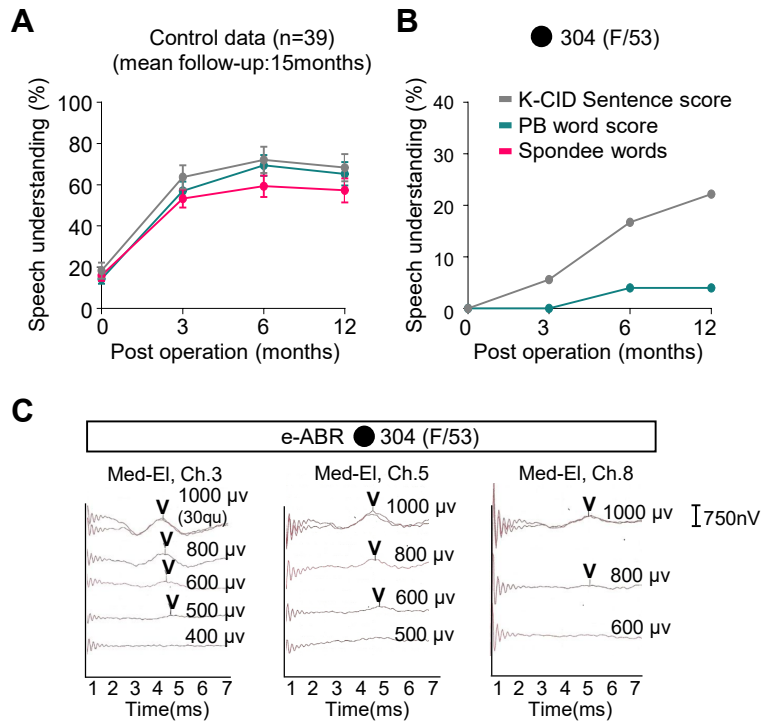 A
Control data (n=39)
(mean follow-up:15months)
Speech understanding (%)
100
80
60
40
20
0
0 3 6 12
Post operation (months)
B
304 (F/53)
K-CID Sentence score
PB word score
Spondee words
Speech understanding (%)
40
30
20
10
0
0 3 6 12
Post operation (months)
C
e-ABR 304 (F/53)
Med-El, Ch.3
V 1000 µv
(30qu)
V 800 µv
V 600 µv
V 500 µv
400 µv
1 2 3 4 5 6 7
Time(ms)
Med-El, Ch.5
V 1000 µv
V 800 µv
V 600 µv
500 µv
1 2 3 4 5 6 7
Time(ms)
Med-El, Ch.8
V 1000 µv
V 800 µv
600 µv
1 2 3 4 5 6 7
Time(ms)
750nV